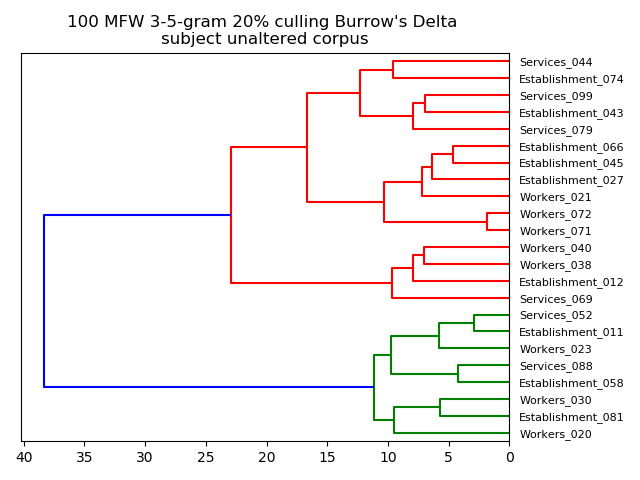 100 MFW 3-5-gram 20% culling Burrow's Delta
subject unaltered corpus
Services_044
Establishment_074
Services_099
Establishment_043
Services_079
Establishment_066
Establishment_045
Establishment_027
Workers_021
Workers_072
Workers_071
Workers_040
Workers_038
Establishment_012
Services_069
Services_052
Establishment_011
Workers_023
Services_088
Establishment_058
Workers_030
Establishment_081
Workers_020
40 35 30 25 20 15 10 5 0